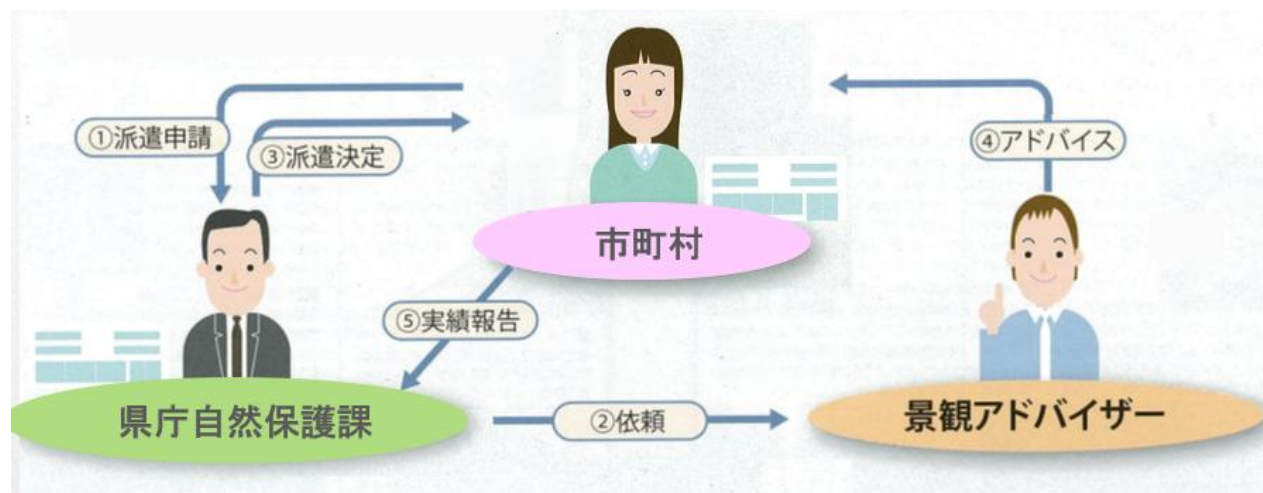 ①派遣申請
③派遣決定
④アドバイス
市町村
⑤実績報告
県庁自然保護課
②依頼
景観アドバイザー